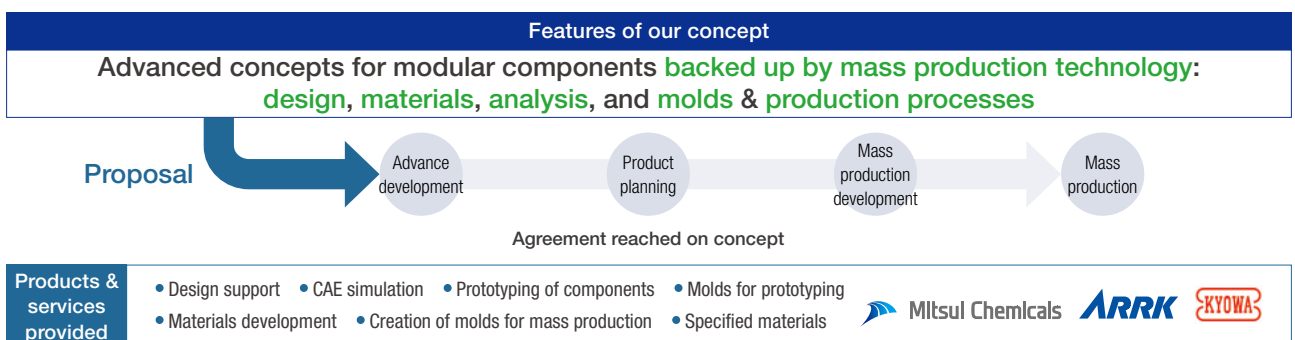 Features of our concept
Advanced concepts for modular components backed up by mass production technology:
design, materials, analysis, and molds & production processes
Proposal
Advance
development
Product
planning
Mass
production
development
Mass
production
Agreement reached on concept
Products &
services
provided
• Design support • CAE simulation • Prototyping of components • Molds for prototyping
• Materials development • Creation of molds for mass production • Specified materials
MItsuI ChemIcals
ARRK
KYOWA